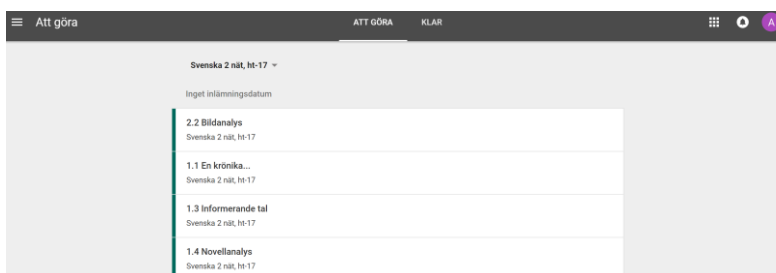 Att göra
ATT GÖRA
KLAR
A
Svenska 2 nät, ht-17
Inget inlämningsdatum
2.2 Bildanalys
Svenska 2 nät, ht-17
1.1 En krönika...
Svenska 2 nät, ht-17
1.3 Informerande tal
Svenska 2 nät, ht-17
1.4 Novellanalys
Svenska 2 nät, ht-17